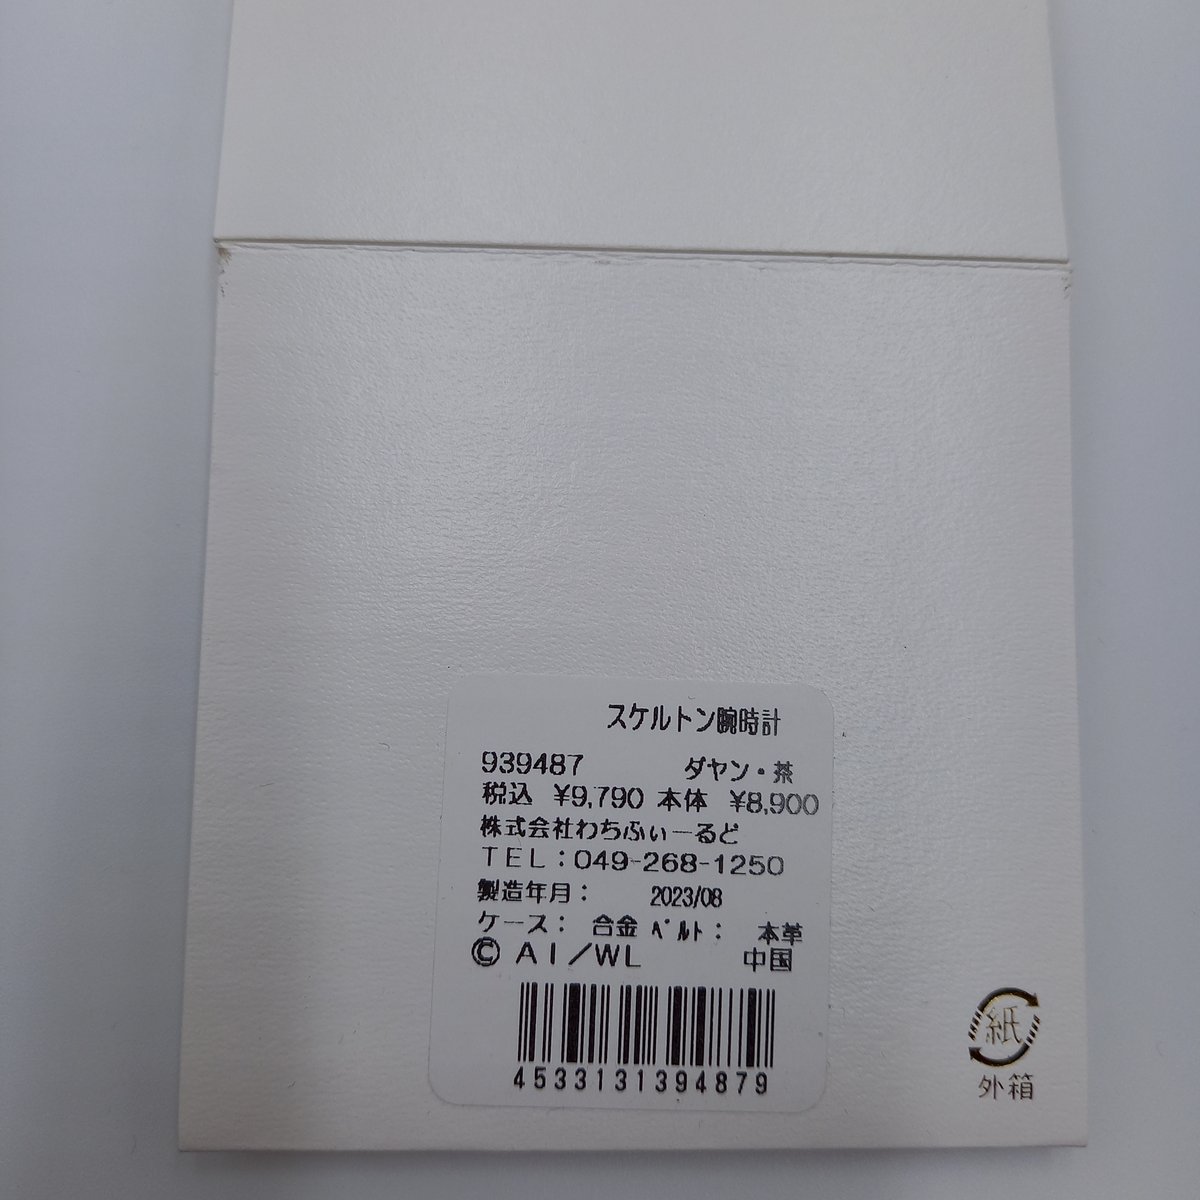 スケルトン腕時計
939487 ダヤン・茶
税込 ¥9,790 本体 ¥8,900
株式会社わちふぃーるど
TEL:049-268-1250
製造年月: 2023/08
ケース: 合金 ベルト: 本革
© AI/WL 中国
4533131394879
紙
外箱